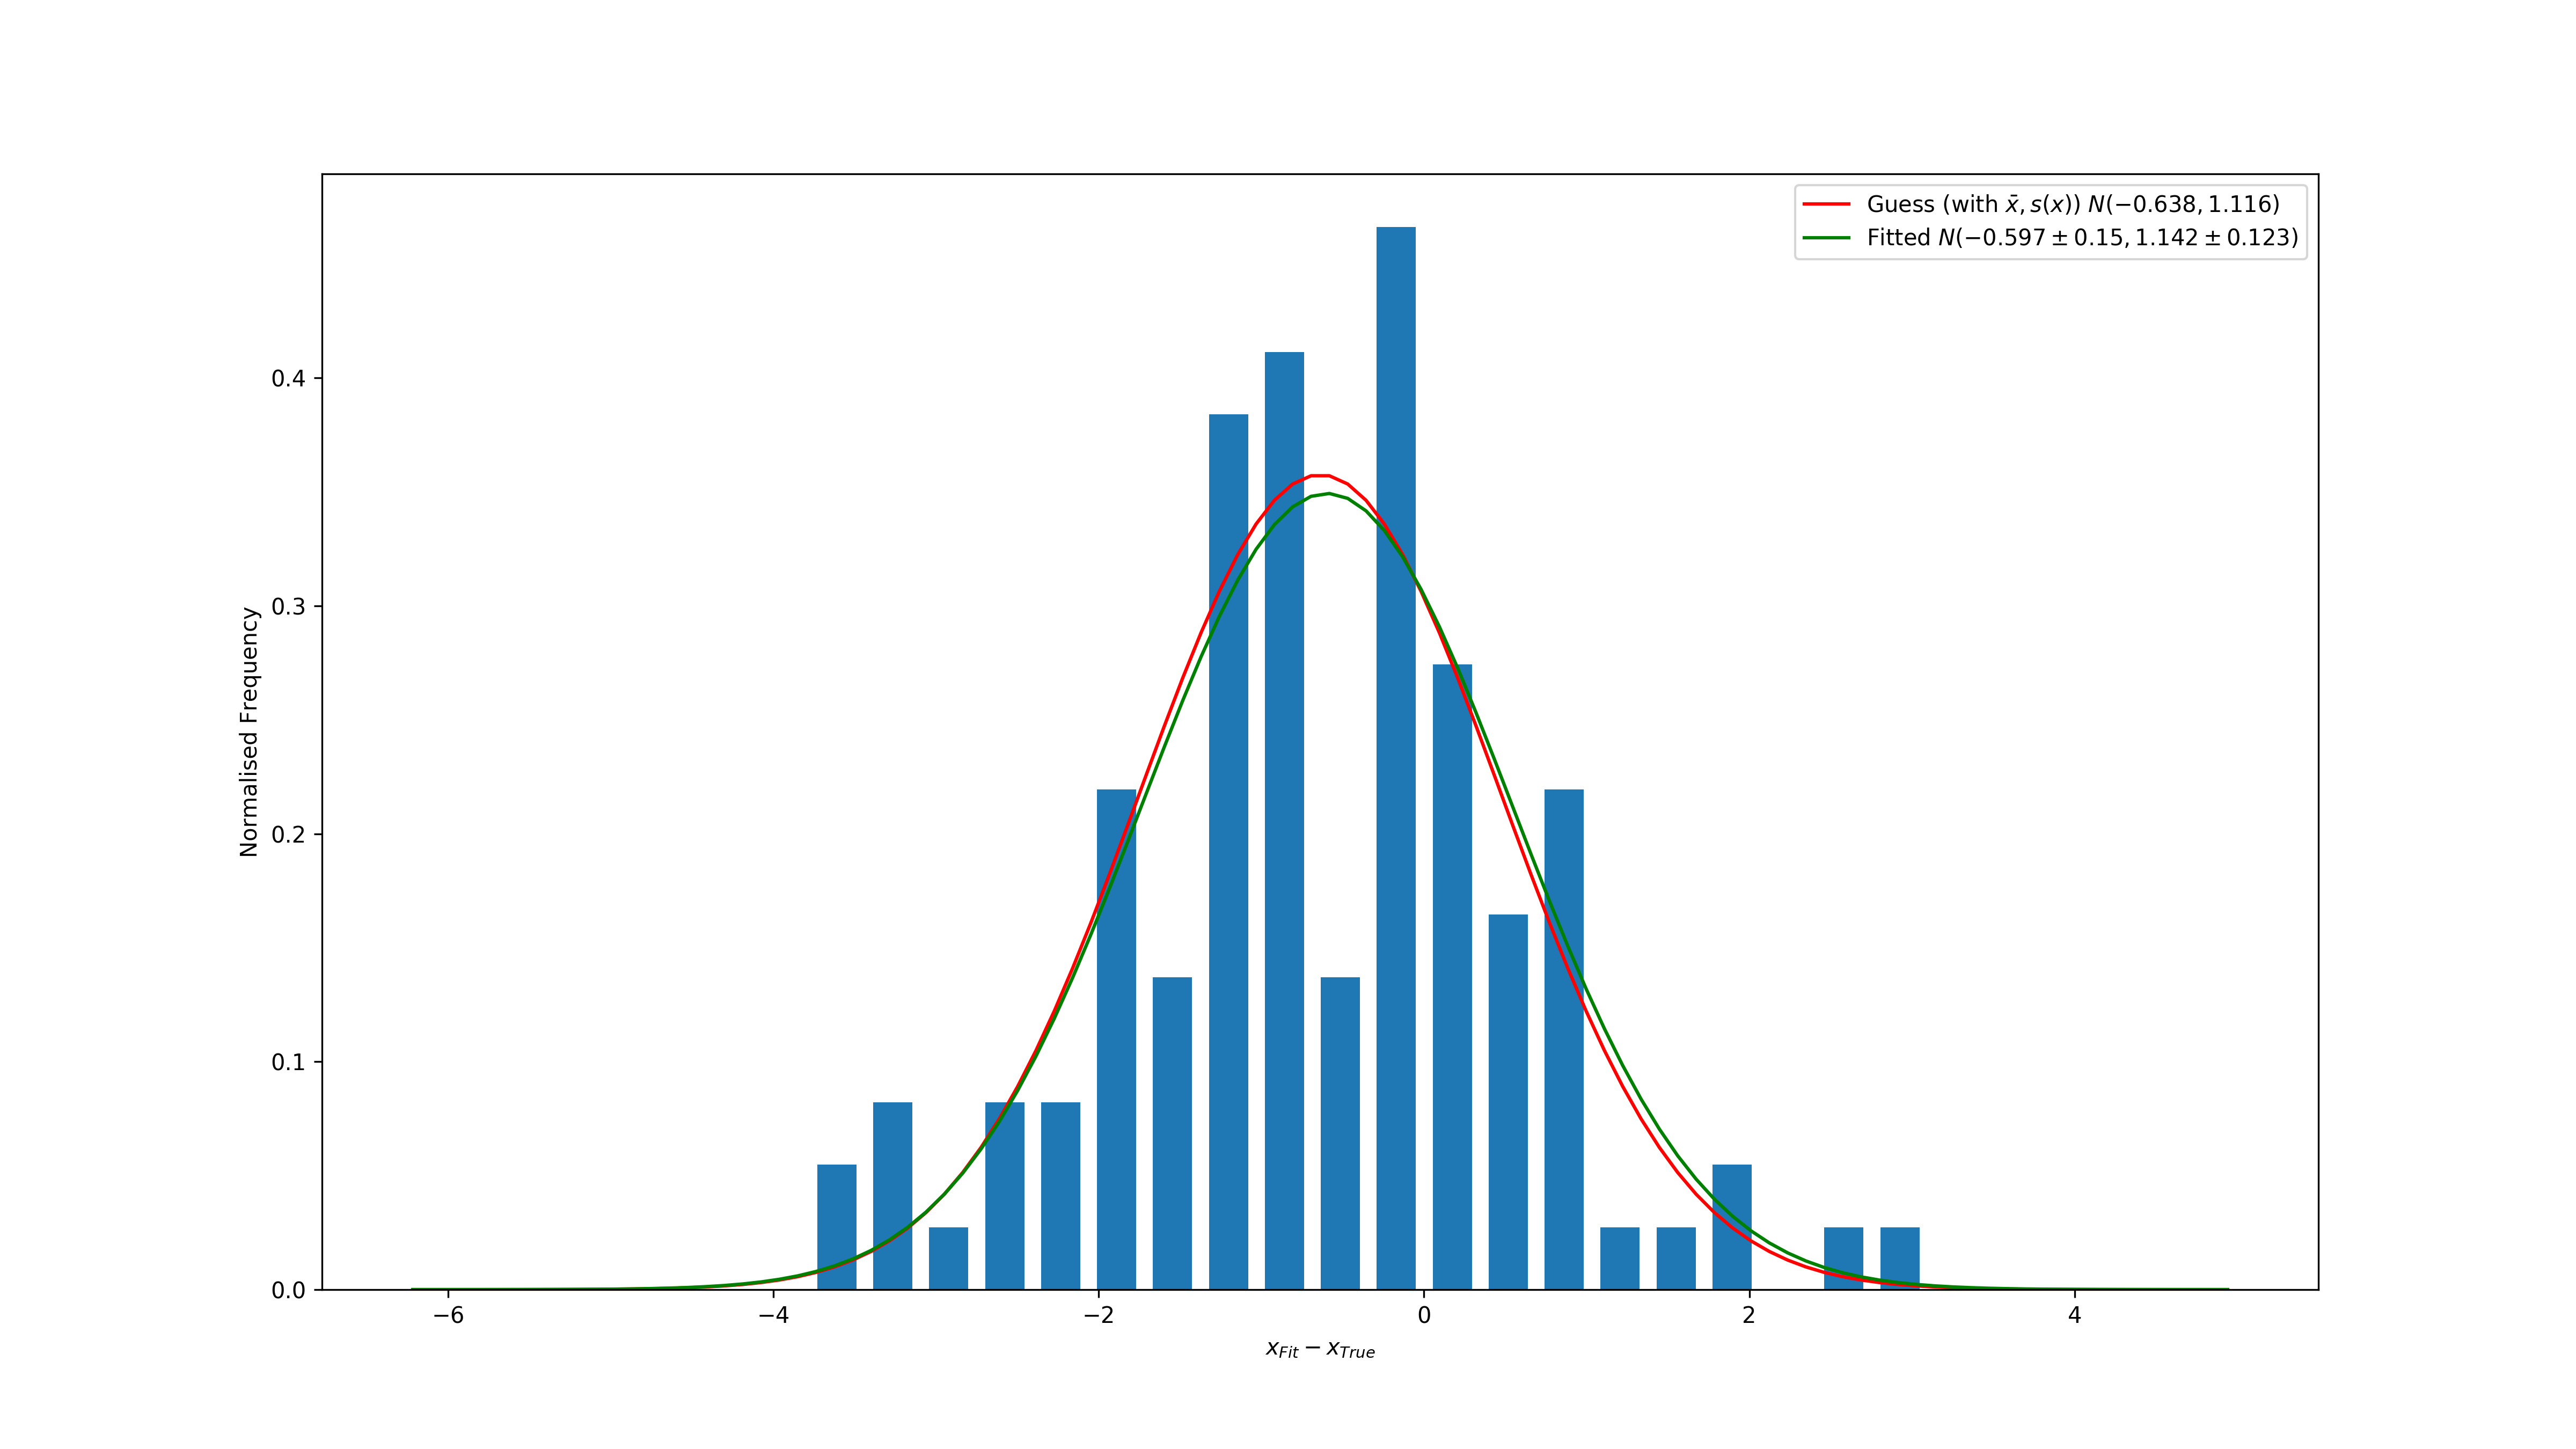 Guess (with x̄, s(x)) N(−0.638, 1.116)
Fitted N(−0.597 ± 0.15, 1.142 ± 0.123)
Normalised Frequency
0.4
0.3
0.2
0.1
0.0
−6 −4 −2 0 2 4
x_Fit − x_True